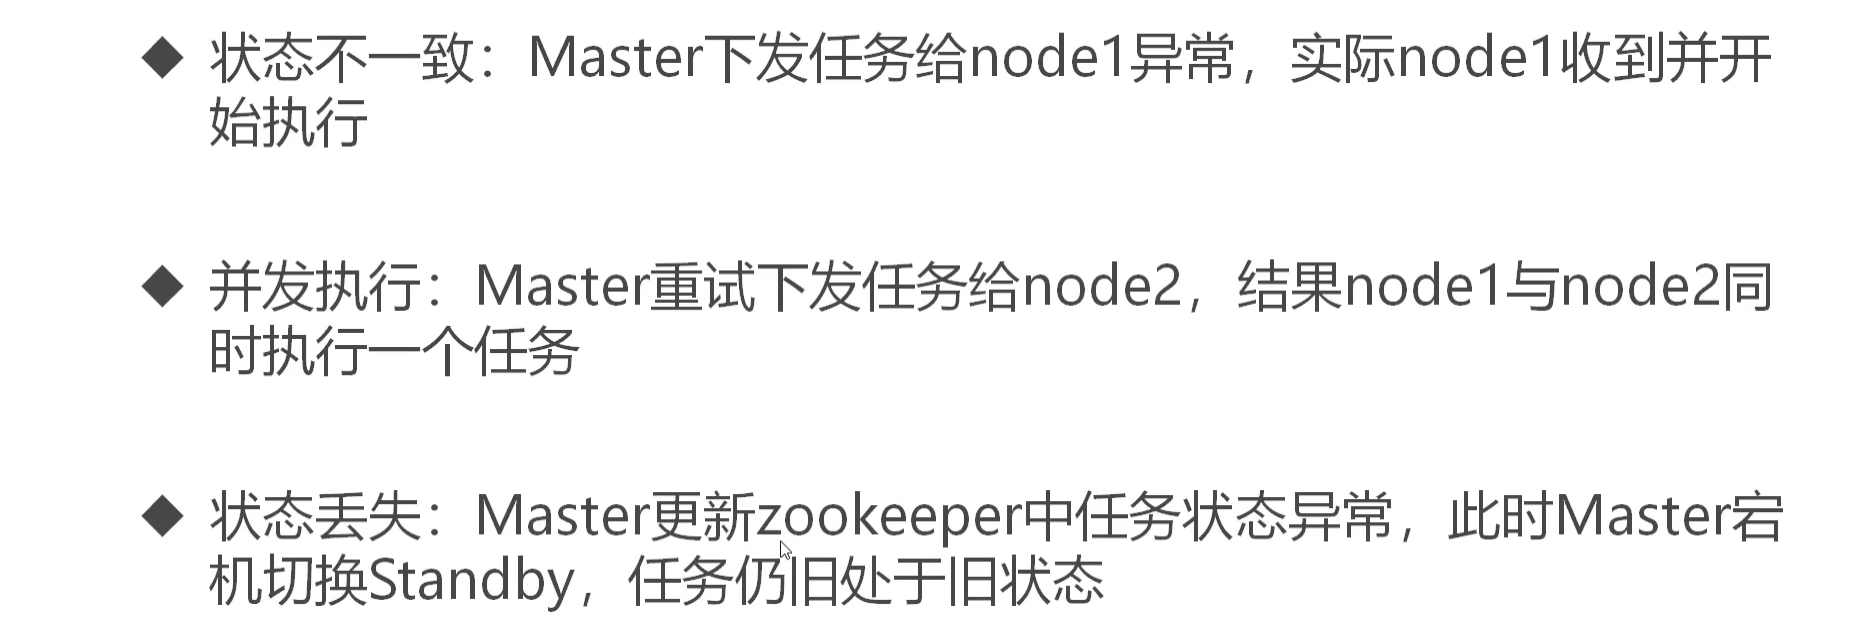 ◆ 状态不一致：Master下发任务给node1异常，实际node1收到并开
始执行
◆ 并发执行：Master重试下发任务给node2，结果node1与node2同
时执行一个任务
◆ 状态丢失：Master更新zookeeper中任务状态异常，此时Master宕
机切换Standby，任务仍旧处于旧状态